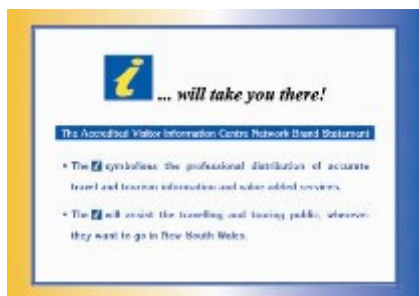 i ... will take you there!
The Accredited Visitor Information Centre Network Brand Statement
• The i symbolises the professional distribution of accurate
travel and tourism information and value added services.
• The i will assist the travelling and touring public, wherever
they want to go in New South Wales.